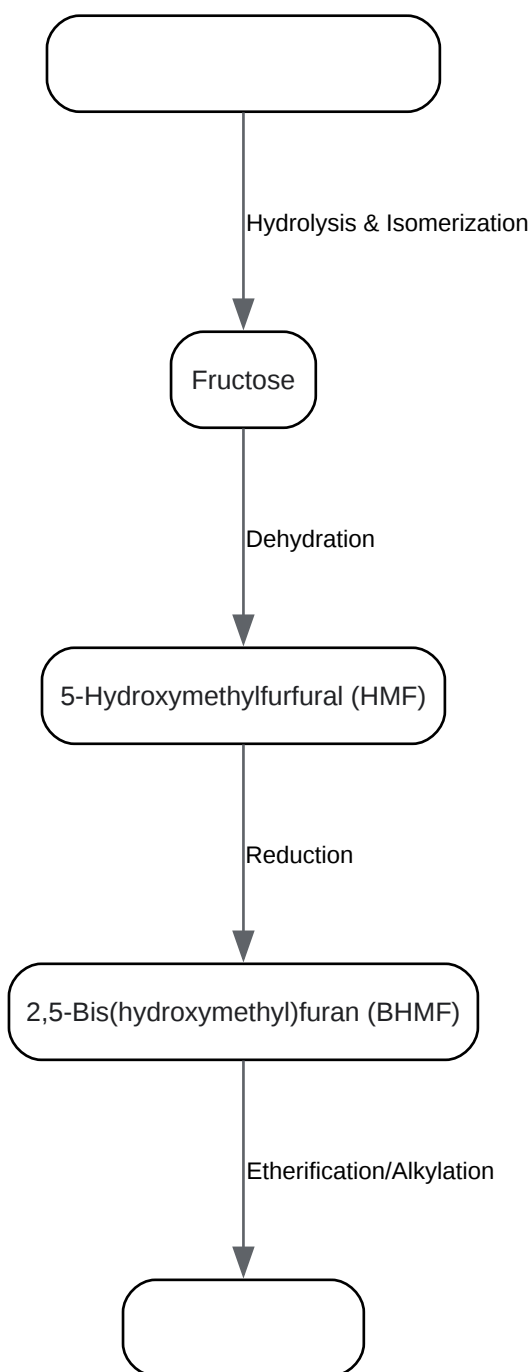 Hydrolysis & Isomerization
Fructose
Dehydration
5-Hydroxymethylfurfural (HMF)
Reduction
2,5-Bis(hydroxymethyl)furan (BHMF)
Etherification/Alkylation